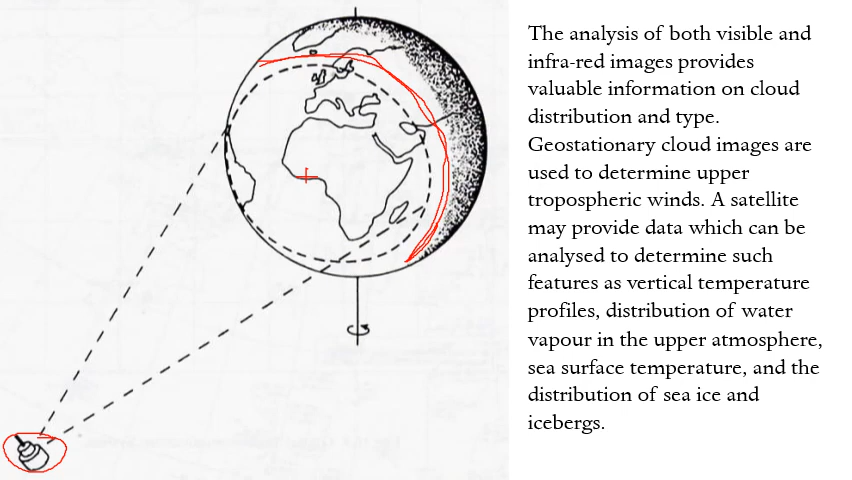 The analysis of both visible and
infra-red images provides
valuable information on cloud
distribution and type.
Geostationary cloud images are
used to determine upper
tropospheric winds. A satellite
may provide data which can be
analysed to determine such
features as vertical temperature
profiles, distribution of water
vapour in the upper atmosphere,
sea surface temperature, and the
distribution of sea ice and
icebergs.